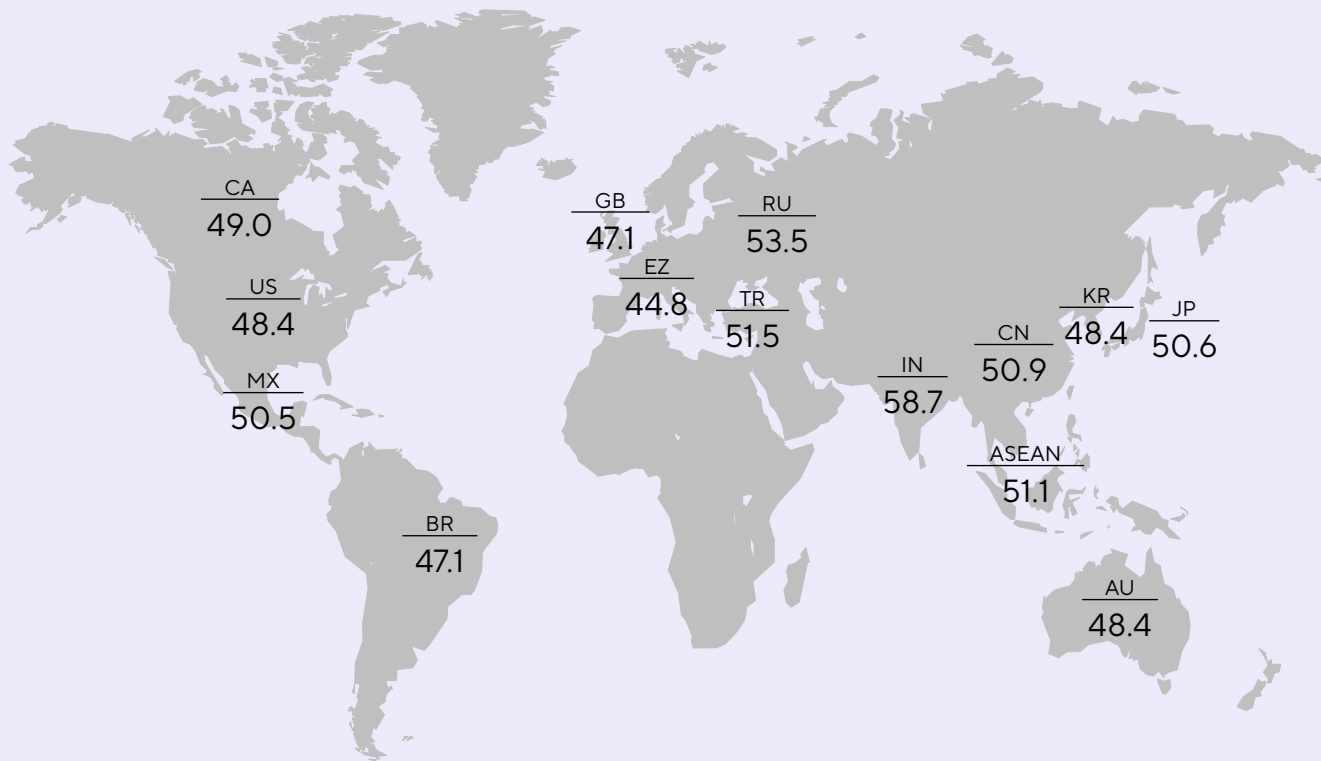 CA
49.0
US
48.4
MX
50.5
BR
47.1
GB
47.1
EZ
44.8
RU
53.5
TR
51.5
IN
58.7
CN
50.9
KR
48.4
JP
50.6
ASEAN
51.1
AU
48.4